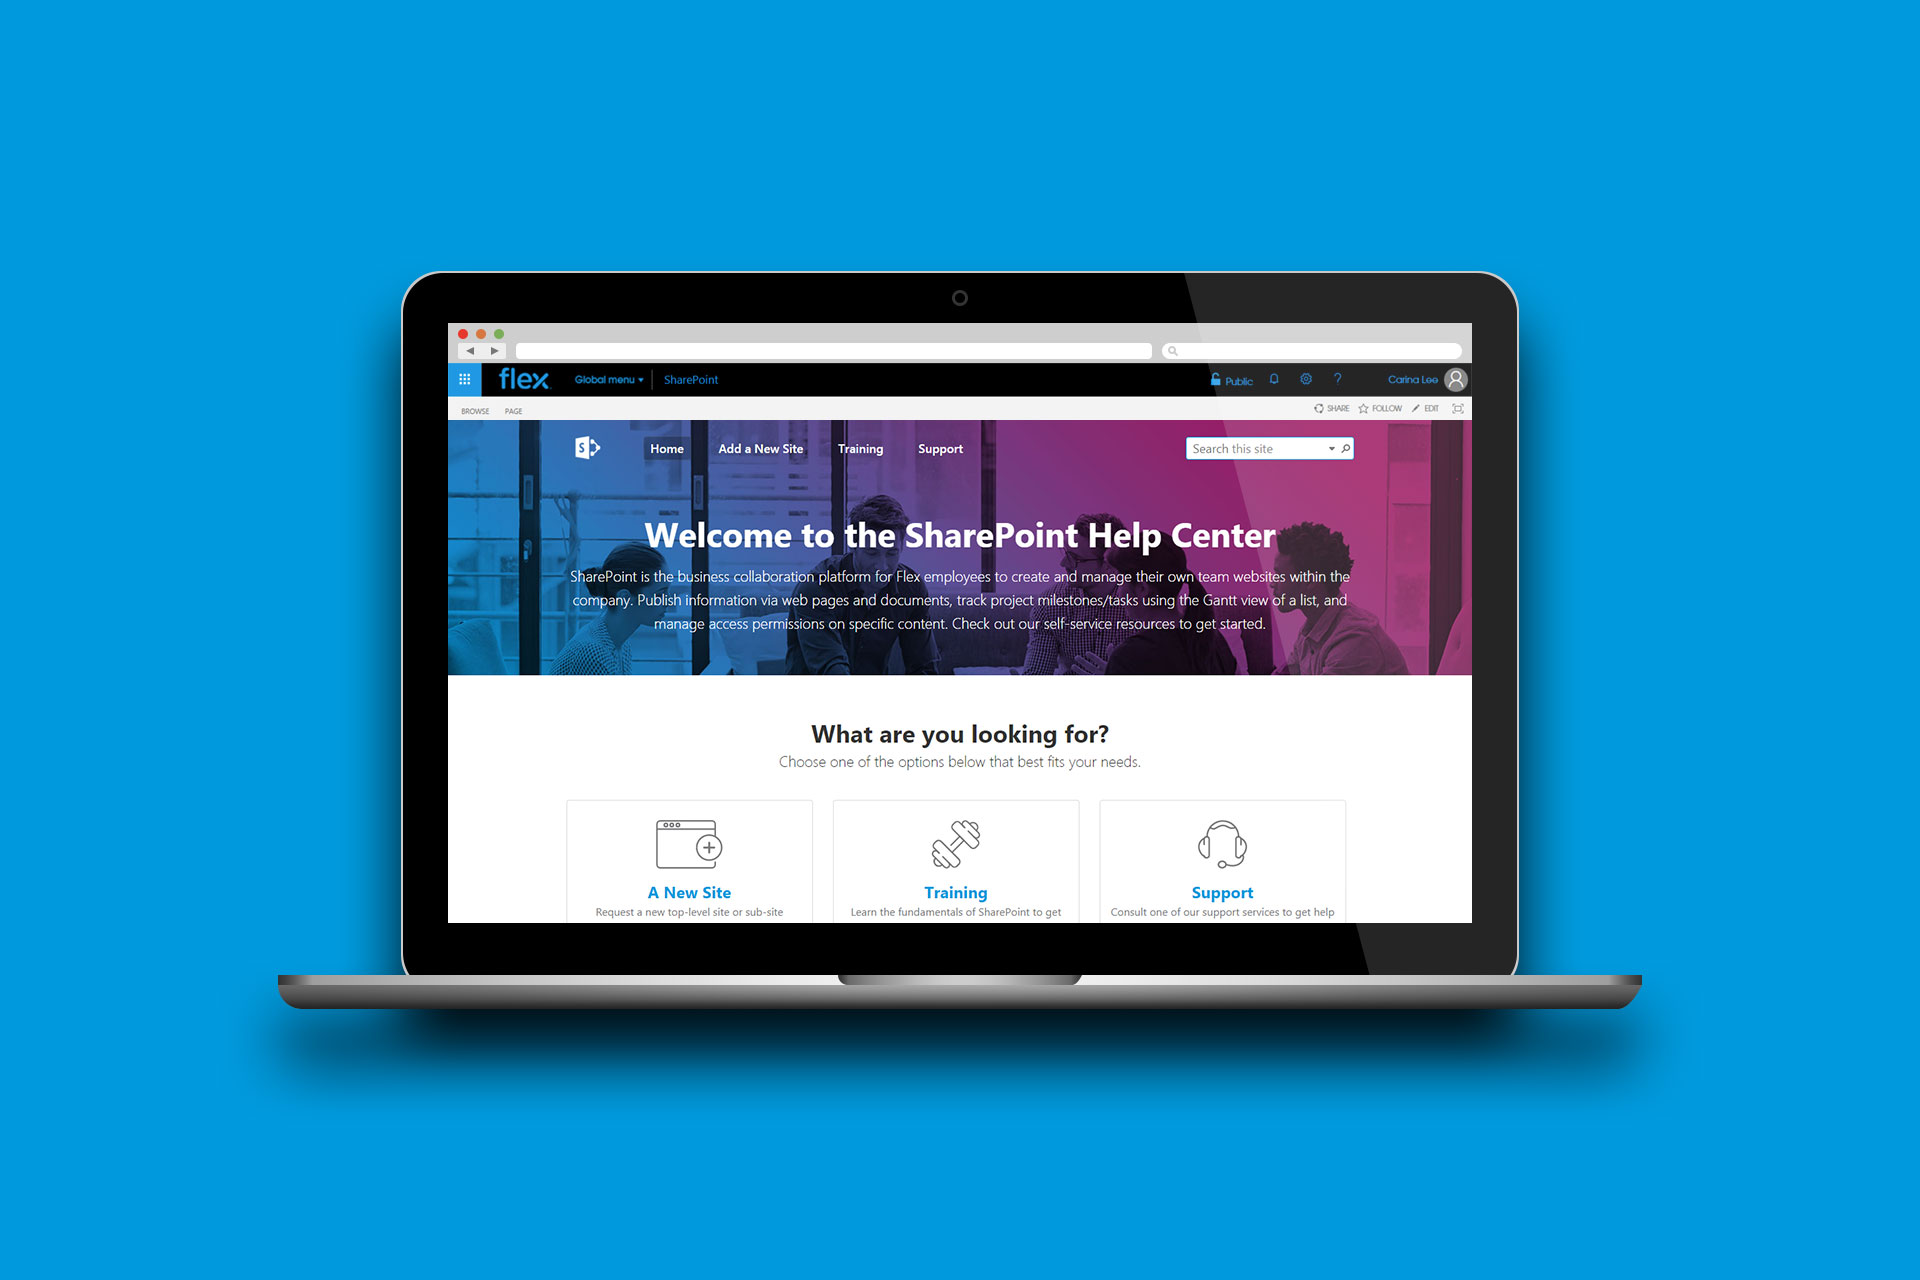 flex
Global menu
SharePoint
Public
?
Carina Lee
BROWSE
PAGE
SHARE
FOLLOW
EDIT
S
Home
Add a New Site
Training
Support
Search this site
Welcome to the SharePoint Help Center
SharePoint is the business collaboration platform for Flex employees to create and manage their own team websites within the
company. Publish information via web pages and documents, track project milestones/tasks using the Gantt view of a list, and
manage access permissions on specific content. Check out our self-service resources to get started.
What are you looking for?
Choose one of the options below that best fits your needs.
A New Site
Request a new top-level site or sub-site
Training
Learn the fundamentals of SharePoint to get
Support
Consult one of our support services to get help